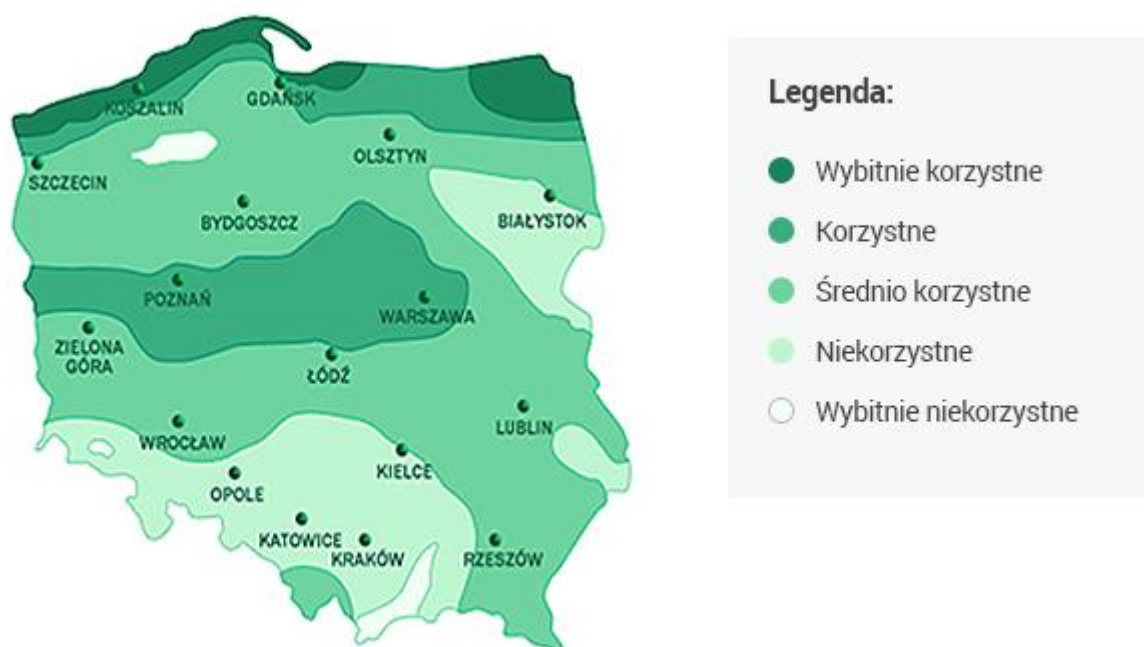 KOSZALIN
GDAŃSK
SZCZECIN
OLSZTYN
BYDGOSZCZ
BIAŁYSTOK
POZNAŃ
WARSZAWA
ZIELONA
GÓRA
ŁÓDŹ
WROCŁAW
LUBLIN
KIELCE
OPOLE
KATOWICE
KRAKÓW
RZESZÓW
Legenda:
Wybitnie korzystne
Korzystne
Średnio korzystne
Niekorzystne
Wybitnie niekorzystne